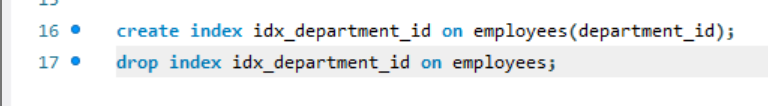 16 create index idx_department_id on employees(department_id);
17 drop index idx_department_id on employees;